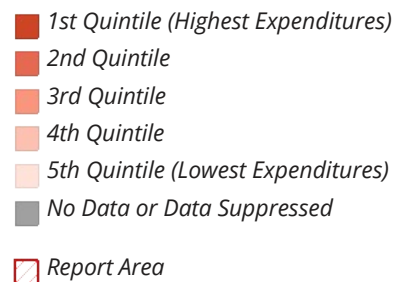 1st Quintile (Highest Expenditures)
2nd Quintile
3rd Quintile
4th Quintile
5th Quintile (Lowest Expenditures)
No Data or Data Suppressed
Report Area